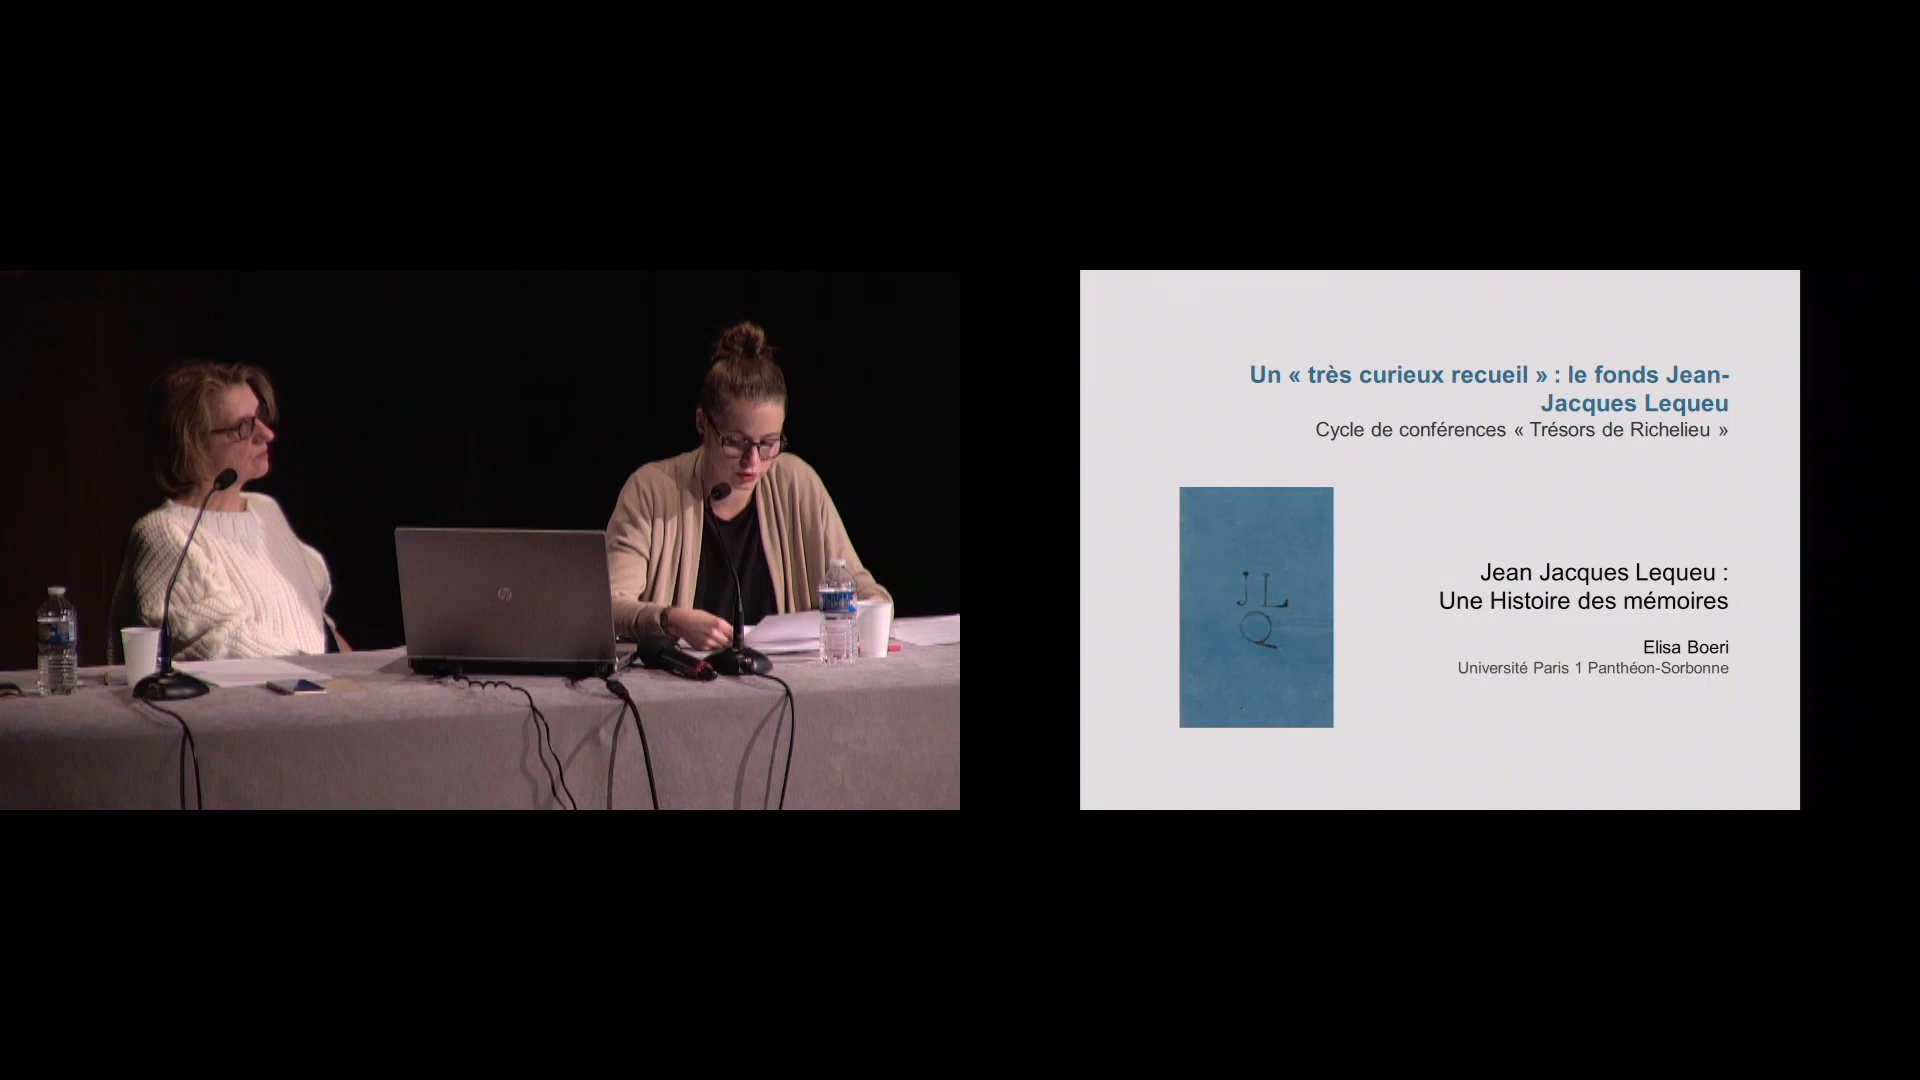 Un « très curieux recueil » : le fonds Jean-
Jacques Lequeu
Cycle de conférences « Trésors de Richelieu »
J L
Q
Jean Jacques Lequeu :
Une Histoire des mémoires
Elisa Boeri
Université Paris 1 Panthéon-Sorbonne
hp